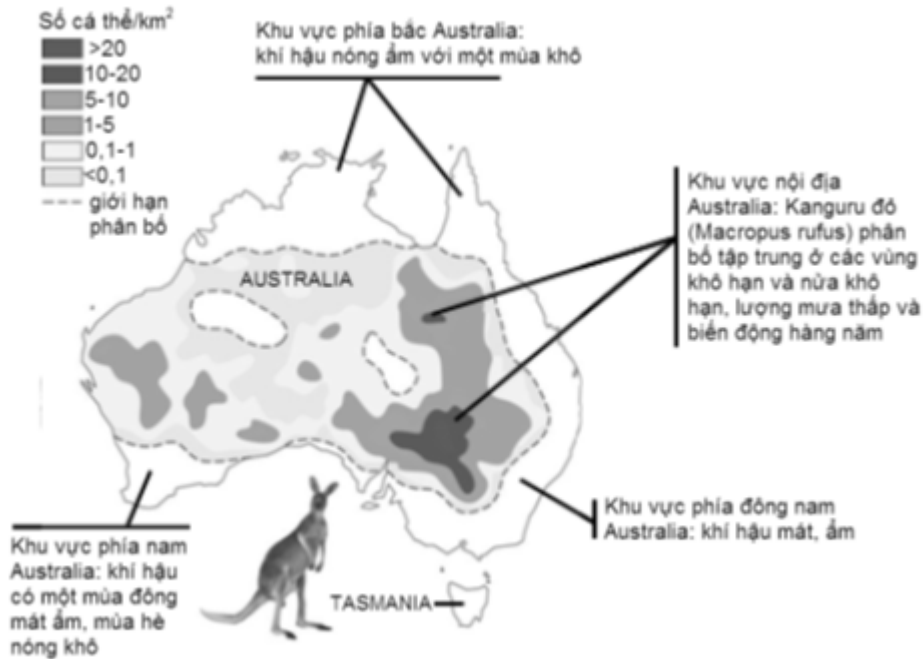 Số cá thể/km²
>20
10-20
5-10
1-5
0,1-1
<0,1
giới hạn
phân bố
Khu vực phía bắc Australia:
khí hậu nóng ẩm với một mùa khô
AUSTRALIA
Khu vực nội địa
Australia: Kanguru đỏ
(Macropus rufus) phân
bố tập trung ở các vùng
khô hạn và nửa khô
hạn, lượng mưa thấp và
biến động hàng năm
Khu vực phía đông nam
Australia: khí hậu mát, ẩm
Khu vực phía nam
Australia: khí hậu
có một mùa đông
mát ẩm, mùa hè
nóng khô
TASMANIA